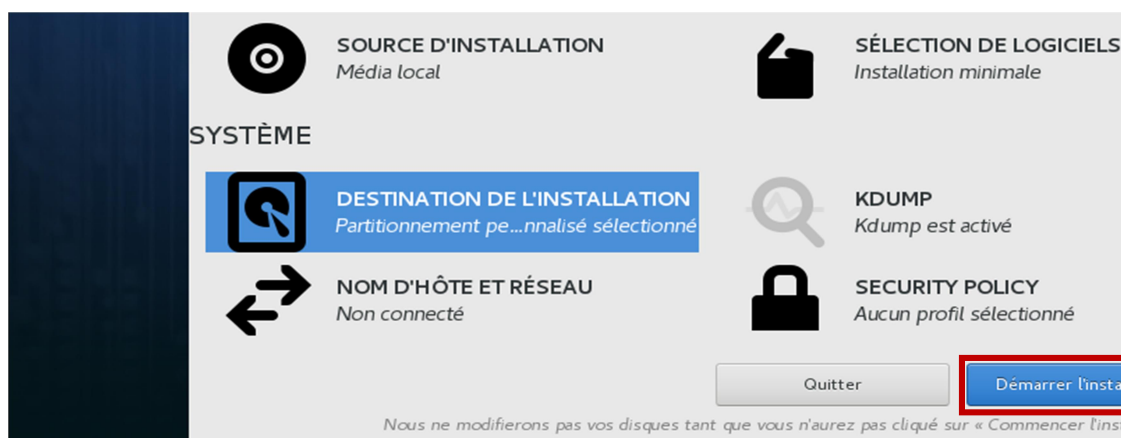 SOURCE D'INSTALLATION
Média local
SÉLECTION DE LOGICIELS
Installation minimale
SYSTÈME
DESTINATION DE L'INSTALLATION
Partitionnement pe...nnalisé sélectionné
KDUMP
Kdump est activé
NOM D'HÔTE ET RÉSEAU
Non connecté
SECURITY POLICY
Aucun profil sélectionné
Quitter
Démarrer l'insta
Nous ne modifierons pas vos disques tant que vous n'aurez pas cliqué sur « Commencer l'ins